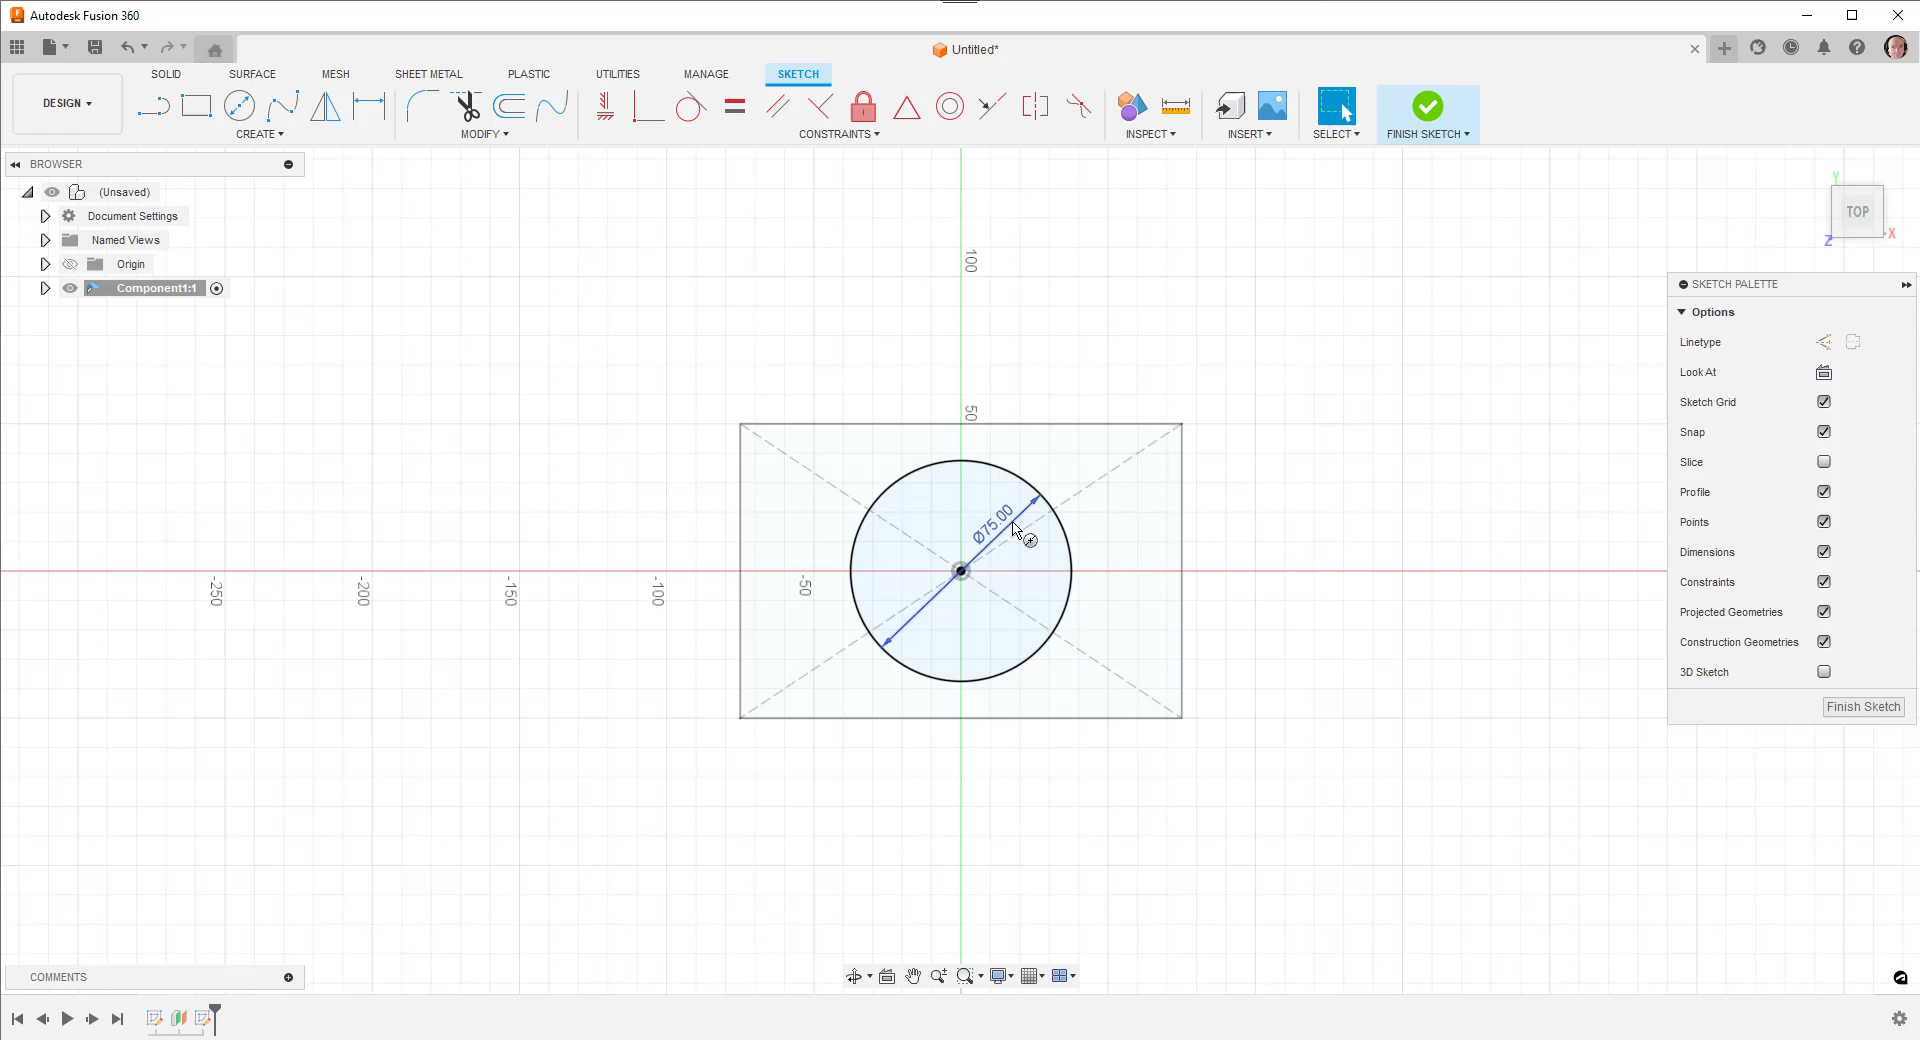 Autodesk Fusion 360
Untitled*
SOLID
SURFACE
MESH
SHEET METAL
PLASTIC
UTILITIES
MANAGE
SKETCH
DESIGN
CREATE
MODIFY
CONSTRAINTS
INSPECT
INSERT
SELECT
FINISH SKETCH
BROWSER
(Unsaved)
Document Settings
Named Views
Origin
Component1:1
Y
TOP
Z
X
100
50
-250
-200
-150
-100
-50
Ø75.00
SKETCH PALETTE
Options
Linetype
Look At
Sketch Grid
Snap
Slice
Profile
Points
Dimensions
Constraints
Projected Geometries
Construction Geometries
3D Sketch
Finish Sketch
COMMENTS